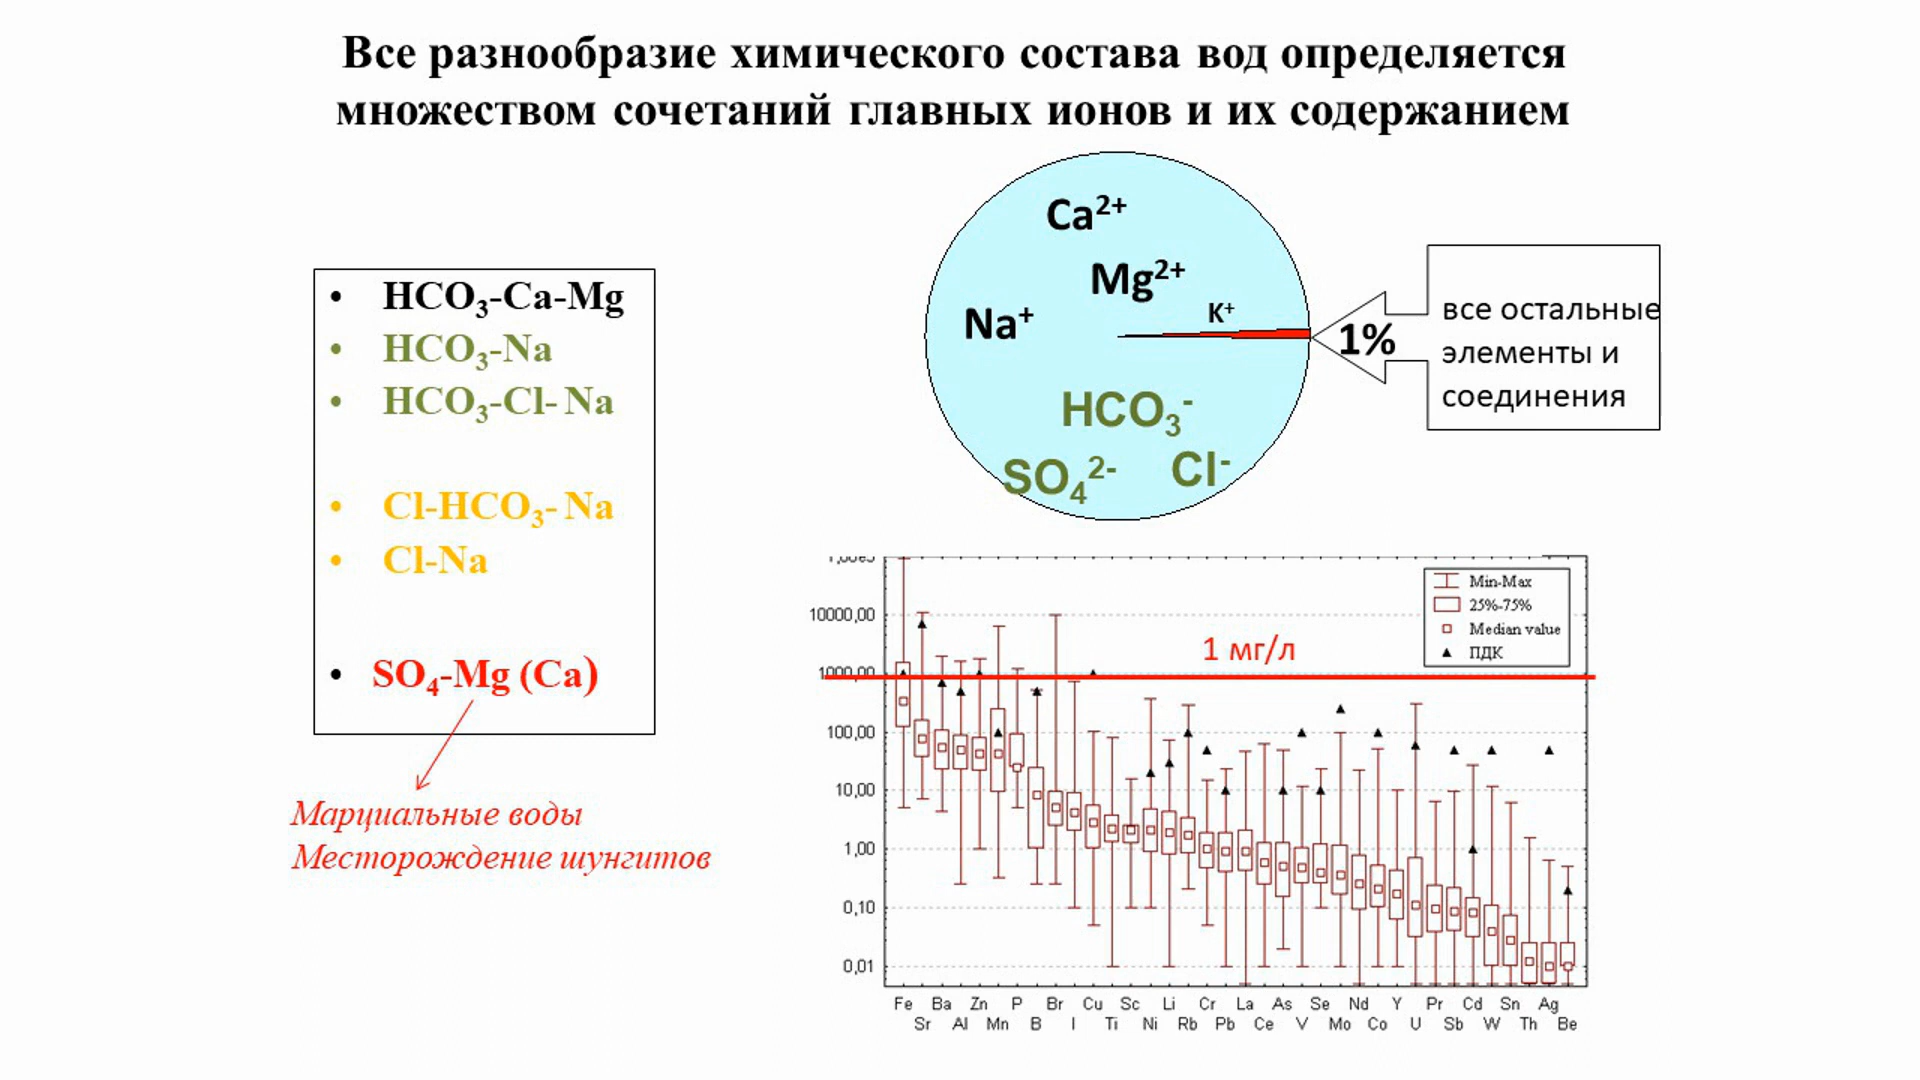 Все разнообразие химического состава вод определяется
множеством сочетаний главных ионов и их содержанием
• HCO₃-Ca-Mg
• HCO₃-Na
• HCO₃-Cl- Na
• Cl-HCO₃- Na
• Cl-Na
• SO₄-Mg (Ca)
Марциальные воды
Месторождение шунгитов
Ca²⁺
Mg²⁺
Na⁺
K⁺
HCO₃⁻
SO₄²⁻ Cl⁻
1%
все остальные
элементы и
соединения
10000,00
1000,00
100,00
10,00
1,00
0,10
0,01
1 мг/л
Min-Max
25%-75%
Median value
ПДК
Fe Ba Zn P Br Cu Sc Li Cr La As Se Nd Y Pr Cd Sn Ag
Sr Al Mn B I Ti Ni Rb Pb Ce V Mo Co U Sb W Th Be